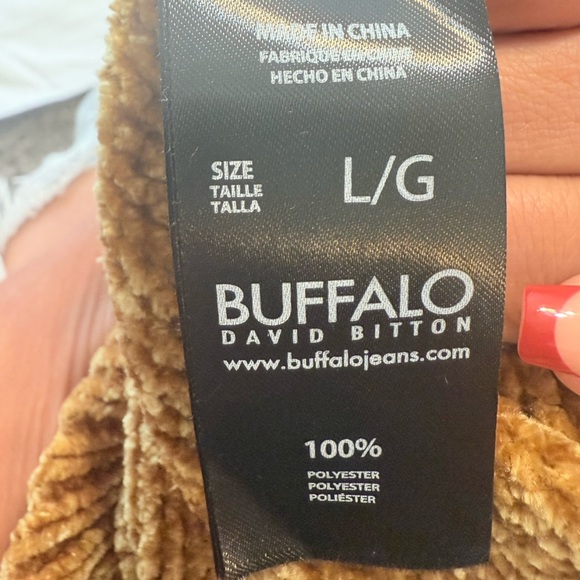 MADE IN CHINA
FABRIQUÉ EN CHINE
HECHO EN CHINA
SIZE
TAILLE
TALLA
L/G
BUFFALO
DAVID BITTON
www.buffalojeans.com
100%
POLYESTER
POLYESTER
POLIÉSTER